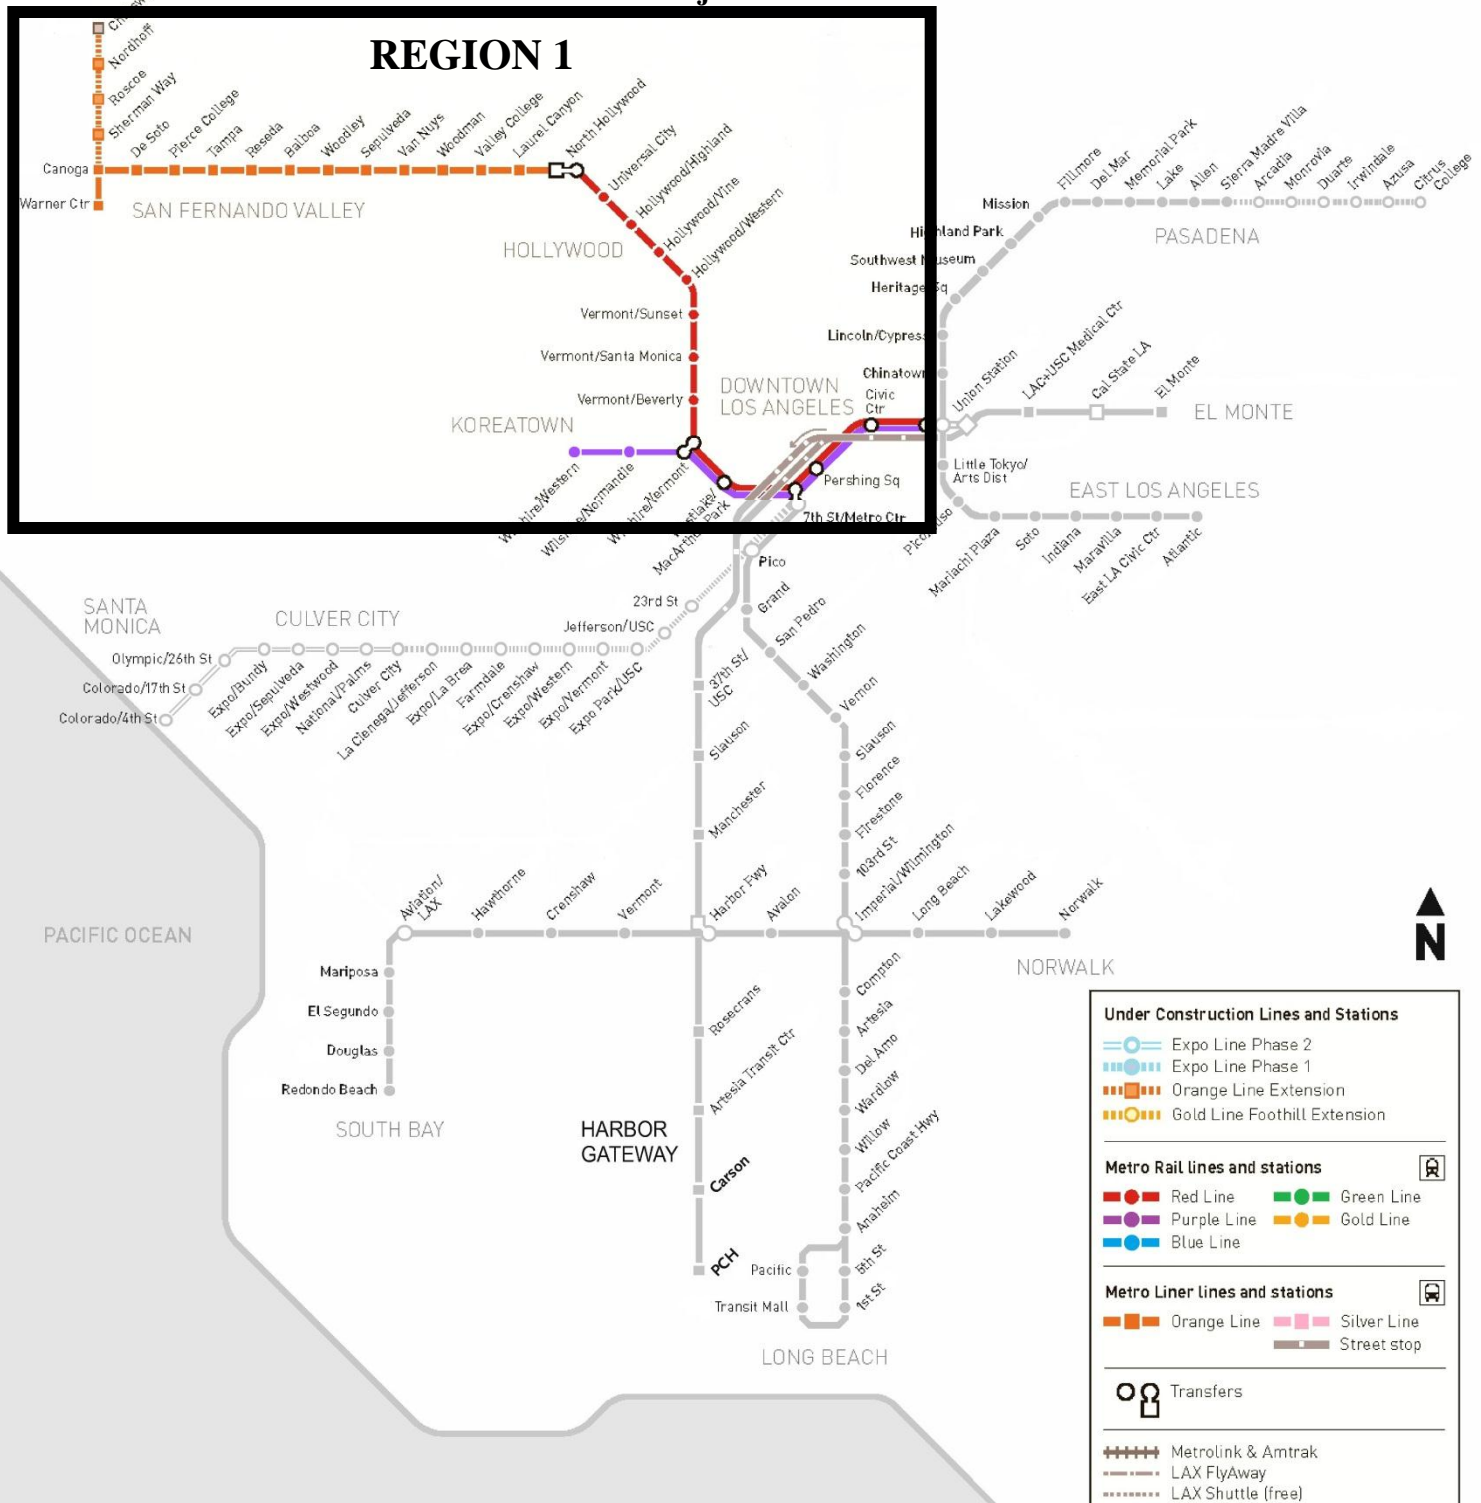 REGION 1
Nordhoff
Roscoe
Sherman Way
Canoga
Warner Ctr
De Soto
Pierce College
Tampa
Reseda
Balboa
Woodley
Sepulveda
Van Nuys
Woodman
Valley College
Laurel Canyon
North Hollywood
SAN FERNANDO VALLEY
Universal City
Hollywood/Highland
Hollywood/Vine
Hollywood/Western
HOLLYWOOD
Vermont/Sunset
Vermont/Santa Monica
Vermont/Beverly
KOREATOWN
DOWNTOWN
LOS ANGELES
Civic
Ctr
Pershing Sq
7th St/Metro Ctr
Wilshire/Normandie
Wilshire/Vermont
MacArthur Park
Mission
Highland Park
Southwest Museum
Heritage Sq
Lincoln/Cypress
Chinatown
Fillmore
Del Mar
Memorial Park
Lake
Allen
Sierra Madre Villa
Arcadia
Monrovia
Duarte
Irwindale
Azusa
Citrus
College
PASADENA
Union Station
LAC+USC Medical Ctr
Cal State LA
El Monte
EL MONTE
Little Tokyo/
Arts Dist
EAST LOS ANGELES
Mariachi Plaza
Soto
Indiana
Maravilla
East LA Civic Ctr
Atlantic
Pico
Grand
San Pedro
Washington
Vernon
Slauson
Florence
Firestone
103rd St
Imperial/Wilmington
23rd St
Jefferson/USC
SANTA
MONICA
CULVER CITY
Olympic/26th St
Colorado/17th St
Colorado/4th St
Expo/Bundy
Expo/Sepulveda
Expo/Westwood
National/Palms
Culver City
La Cienega/Jefferson
Expo/La Brea
Farmdale
Expo/Crenshaw
Expo/Western
Expo/Vermont
Expo Park/USC
37th St/
USC
Slauson
Manchester
Harbor Fwy
Aviation/
LAX
Hawthorne
Crenshaw
Vermont
Avalon
Long Beach
Lakewood
Norwalk
NORWALK
PACIFIC OCEAN
Mariposa
El Segundo
Douglas
Redondo Beach
SOUTH BAY
Rosecrans
Artesia Transit Ctr
HARBOR
GATEWAY
Carson
PCH
Compton
Artesia
Del Amo
Wardlow
Willow
Pacific Coast Hwy
Anaheim
5th St
1st St
Pacific
Transit Mall
LONG BEACH
N
Under Construction Lines and Stations
Expo Line Phase 2
Expo Line Phase 1
Orange Line Extension
Gold Line Foothill Extension
Metro Rail lines and stations
Red Line
Green Line
Purple Line
Gold Line
Blue Line
Metro Liner lines and stations
Orange Line
Silver Line
Street stop
Transfers
Metrolink & Amtrak
LAX FlyAway
LAX Shuttle (free)